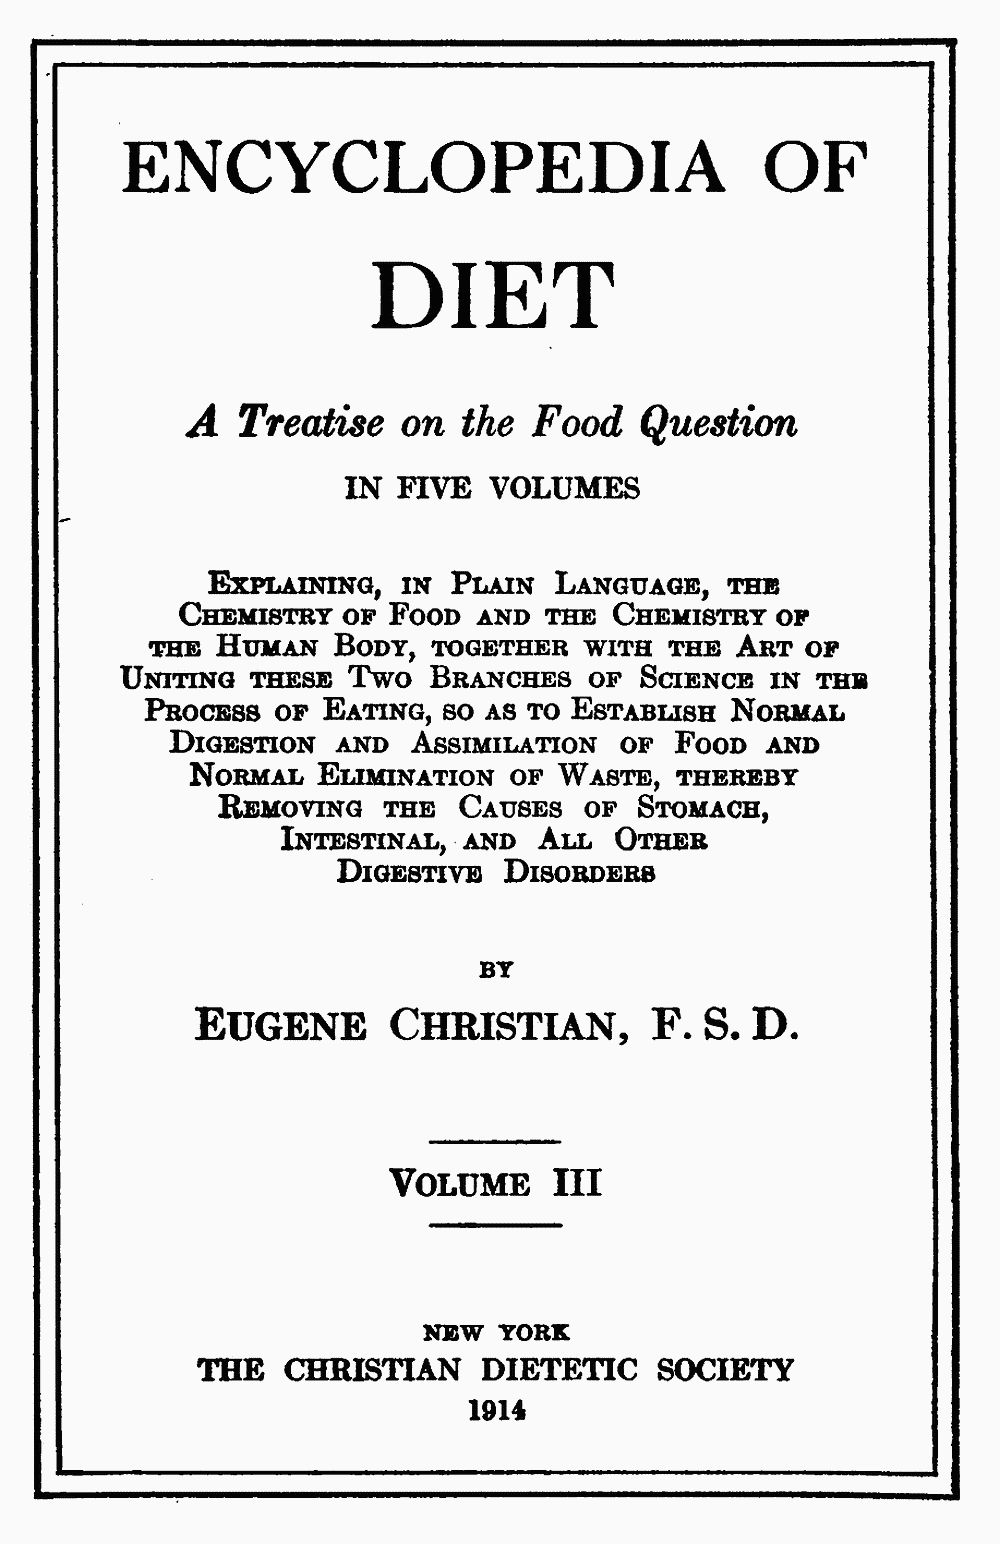 ENCYCLOPEDIA OF
DIET
A Treatise on the Food Question
IN FIVE VOLUMES
Explaining, in Plain Language, the
Chemistry of Food and the Chemistry of
the Human Body, together with the Art of
Uniting these Two Branches of Science in the
Process of Eating, so as to Establish Normal
Digestion and Assimilation of Food and
Normal Elimination of Waste, thereby
Removing the Causes of Stomach,
Intestinal, and All Other
Digestive Disorders
BY
Eugene Christian, F. S. D.
Volume III
NEW YORK
THE CHRISTIAN DIETETIC SOCIETY
1914